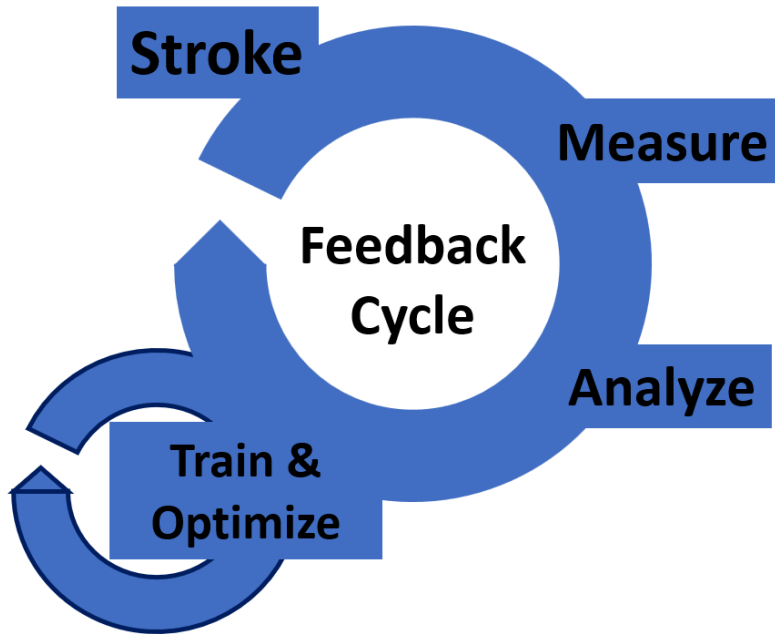 Stroke
Measure
Feedback
Cycle
Analyze
Train &
Optimize